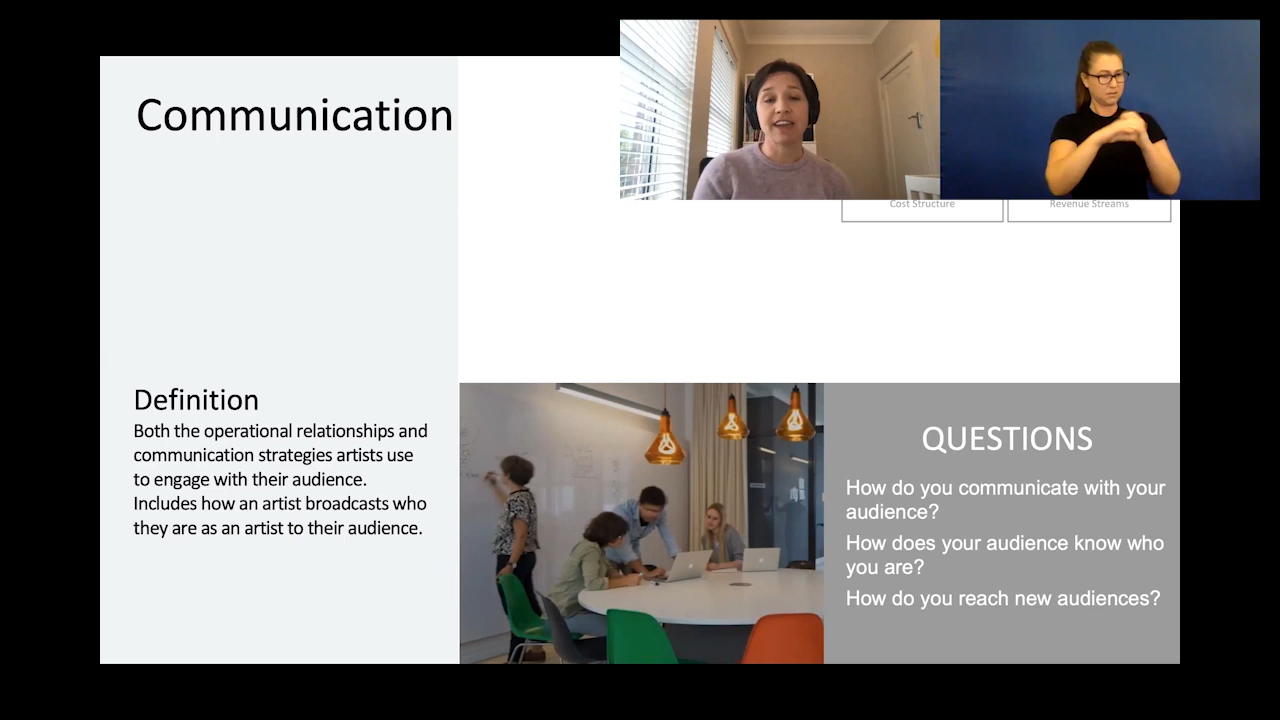 Communication
Cost Structure
Revenue Streams
Definition
Both the operational relationships and
communication strategies artists use
to engage with their audience.
Includes how an artist broadcasts who
they are as an artist to their audience.
QUESTIONS
How do you communicate with your
audience?
How does your audience know who
you are?
How do you reach new audiences?